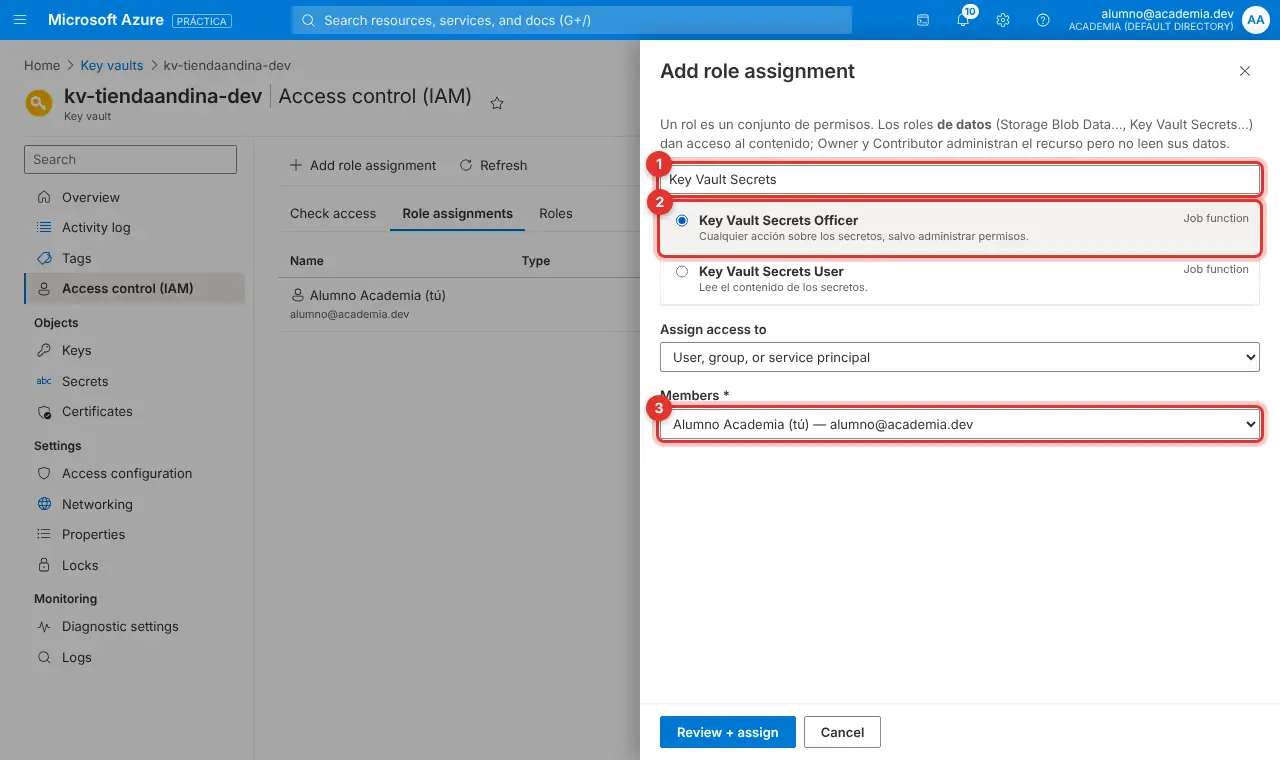 Microsoft Azure PRÁCTICA
Search resources, services, and docs (G+/)
10
alumno@academia.dev
ACADEMIA (DEFAULT DIRECTORY)
AA
Home > Key vaults > kv-tiendaandina-dev
kv-tiendaandina-dev | Access control (IAM)
Key vault
Search
Overview
Activity log
Tags
Access control (IAM)
Objects
Keys
abc Secrets
Certificates
Settings
Access configuration
Networking
Properties
Locks
Monitoring
Diagnostic settings
Logs
Add role assignment
Refresh
Check access
Role assignments
Roles
Name
Type
Alumno Academia (tú)
alumno@academia.dev
Add role assignment
Un rol es un conjunto de permisos. Los roles de datos (Storage Blob Data..., Key Vault Secrets...)
dan acceso al contenido; Owner y Contributor administran el recurso pero no leen sus datos.
1
Key Vault Secrets
2
Key Vault Secrets Officer
Job function
Cualquier acción sobre los secretos, salvo administrar permisos.
Key Vault Secrets User
Job function
Lee el contenido de los secretos.
Assign access to
User, group, or service principal
Members *
3
Alumno Academia (tú) — alumno@academia.dev
Review + assign
Cancel